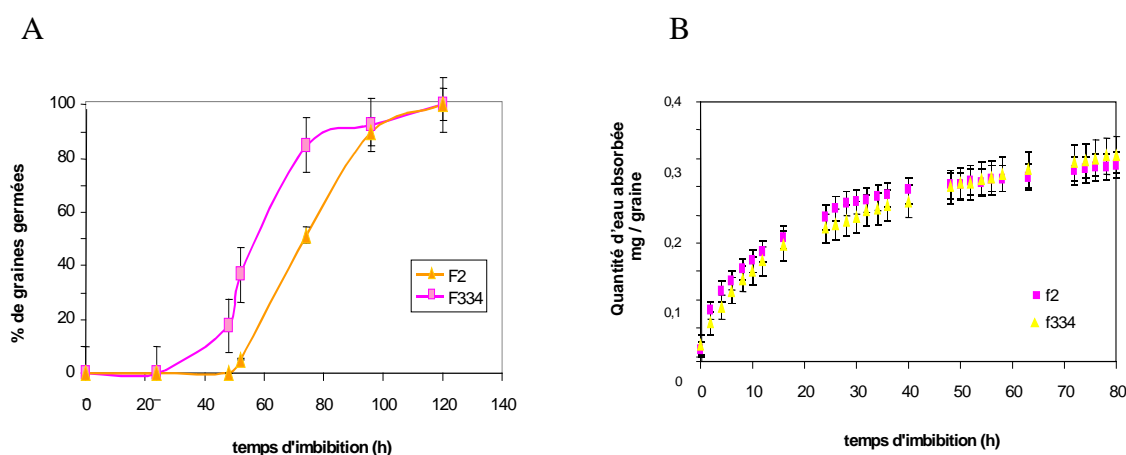 A
% de graines germées
100
80
60
40
20
0
0 20 40 60 80 100 120 140
temps d'imbibition (h)
F2
F334
B
Quantité d'eau absorbée
mg / graine
0,4
0,3
0,2
0,1
0
0 10 20 30 40 50 60 70 80
temps d'imbibition (h)
f2
f334